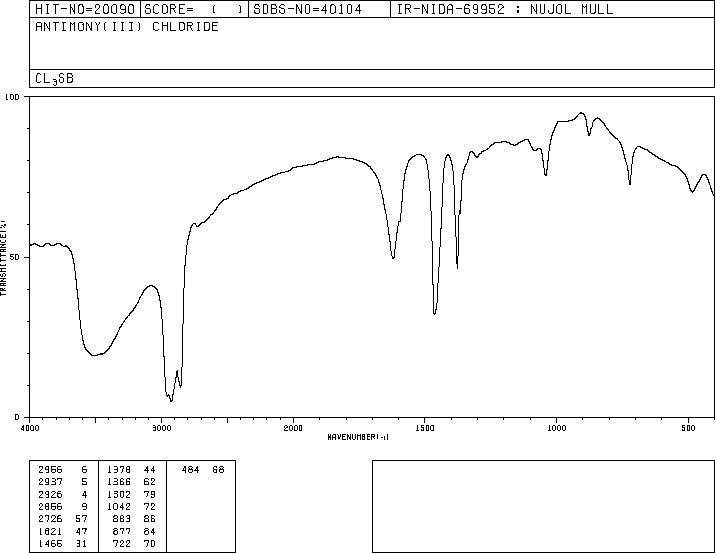 HIT-NO=20090 SCORE= ( ) SDBS-NO=40104 IR-NIDA-69952 : NUJOL MULL
ANTIMONY(III) CHLORIDE
CL3SB
100
TRANSMITTANCE(%)
50
0
4000 3000 2000 1500 1000 500
WAVENUMBER(-1)
2956 6 1378 44 484 68
2937 5 1366 62
2926 4 1302 79
2856 9 1042 72
2726 57 883 86
1621 47 877 84
1466 31 722 70